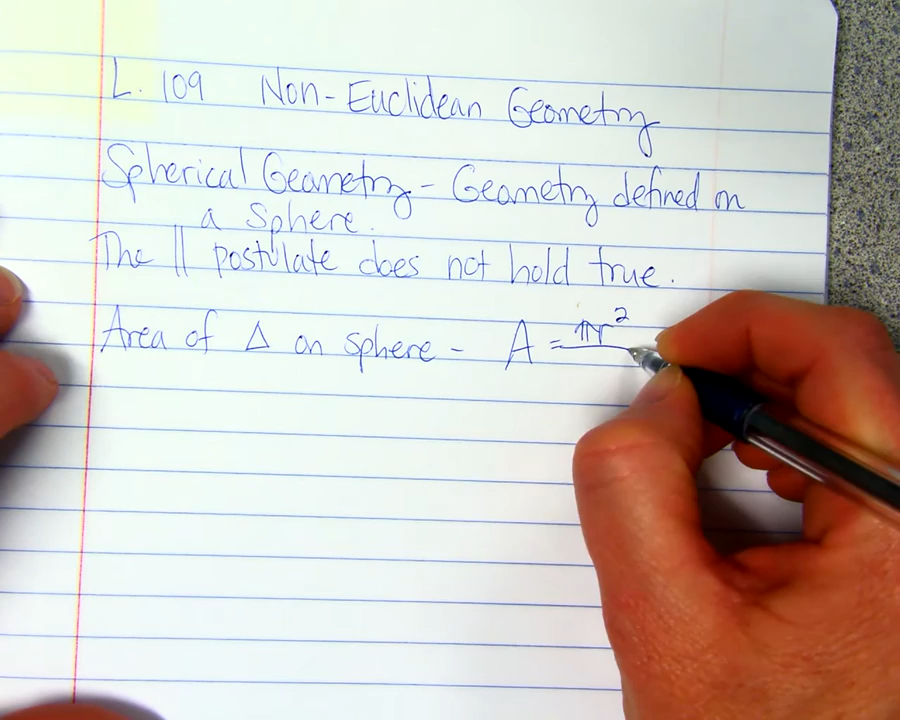 L. 109 Non-Euclidean Geometry
Spherical Geometry - Geometry defined on
a Sphere.
The || postulate does not hold true.
Area of Δ on sphere - A = πr²